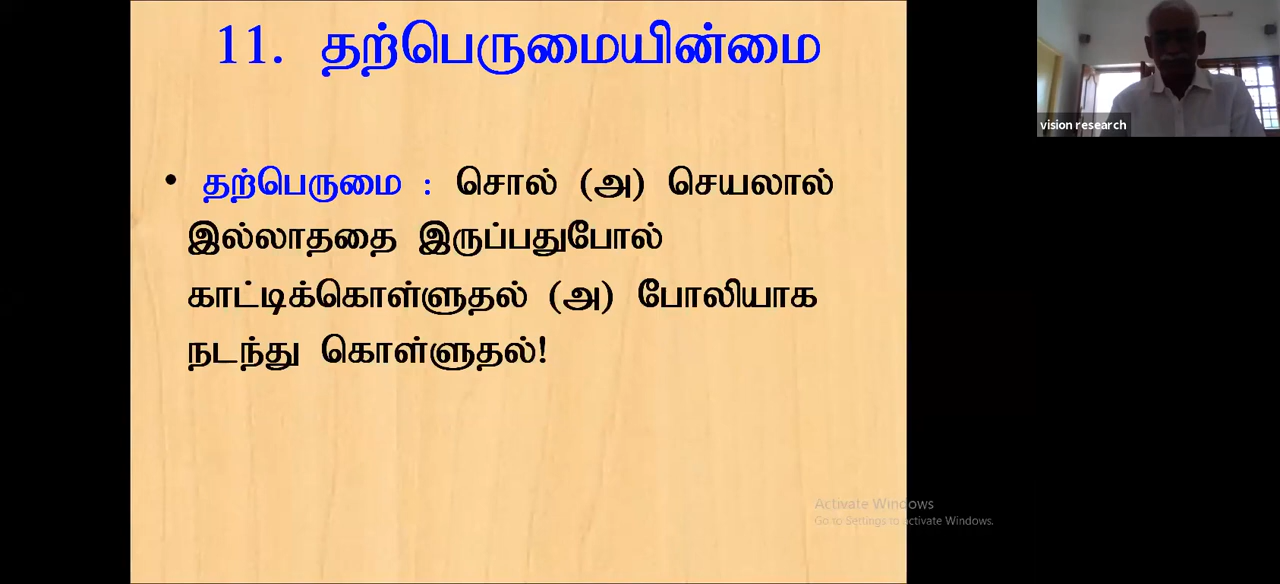 11. தற்பெருமையின்மை
• தற்பெருமை : சொல் (அ) செயலால்
இல்லாததை இருப்பதுபோல்
காட்டிக்கொள்ளுதல் (அ) போலியாக
நடந்து கொள்ளுதல்!
vision research
Activate Windows
Go to Settings to activate Windows.